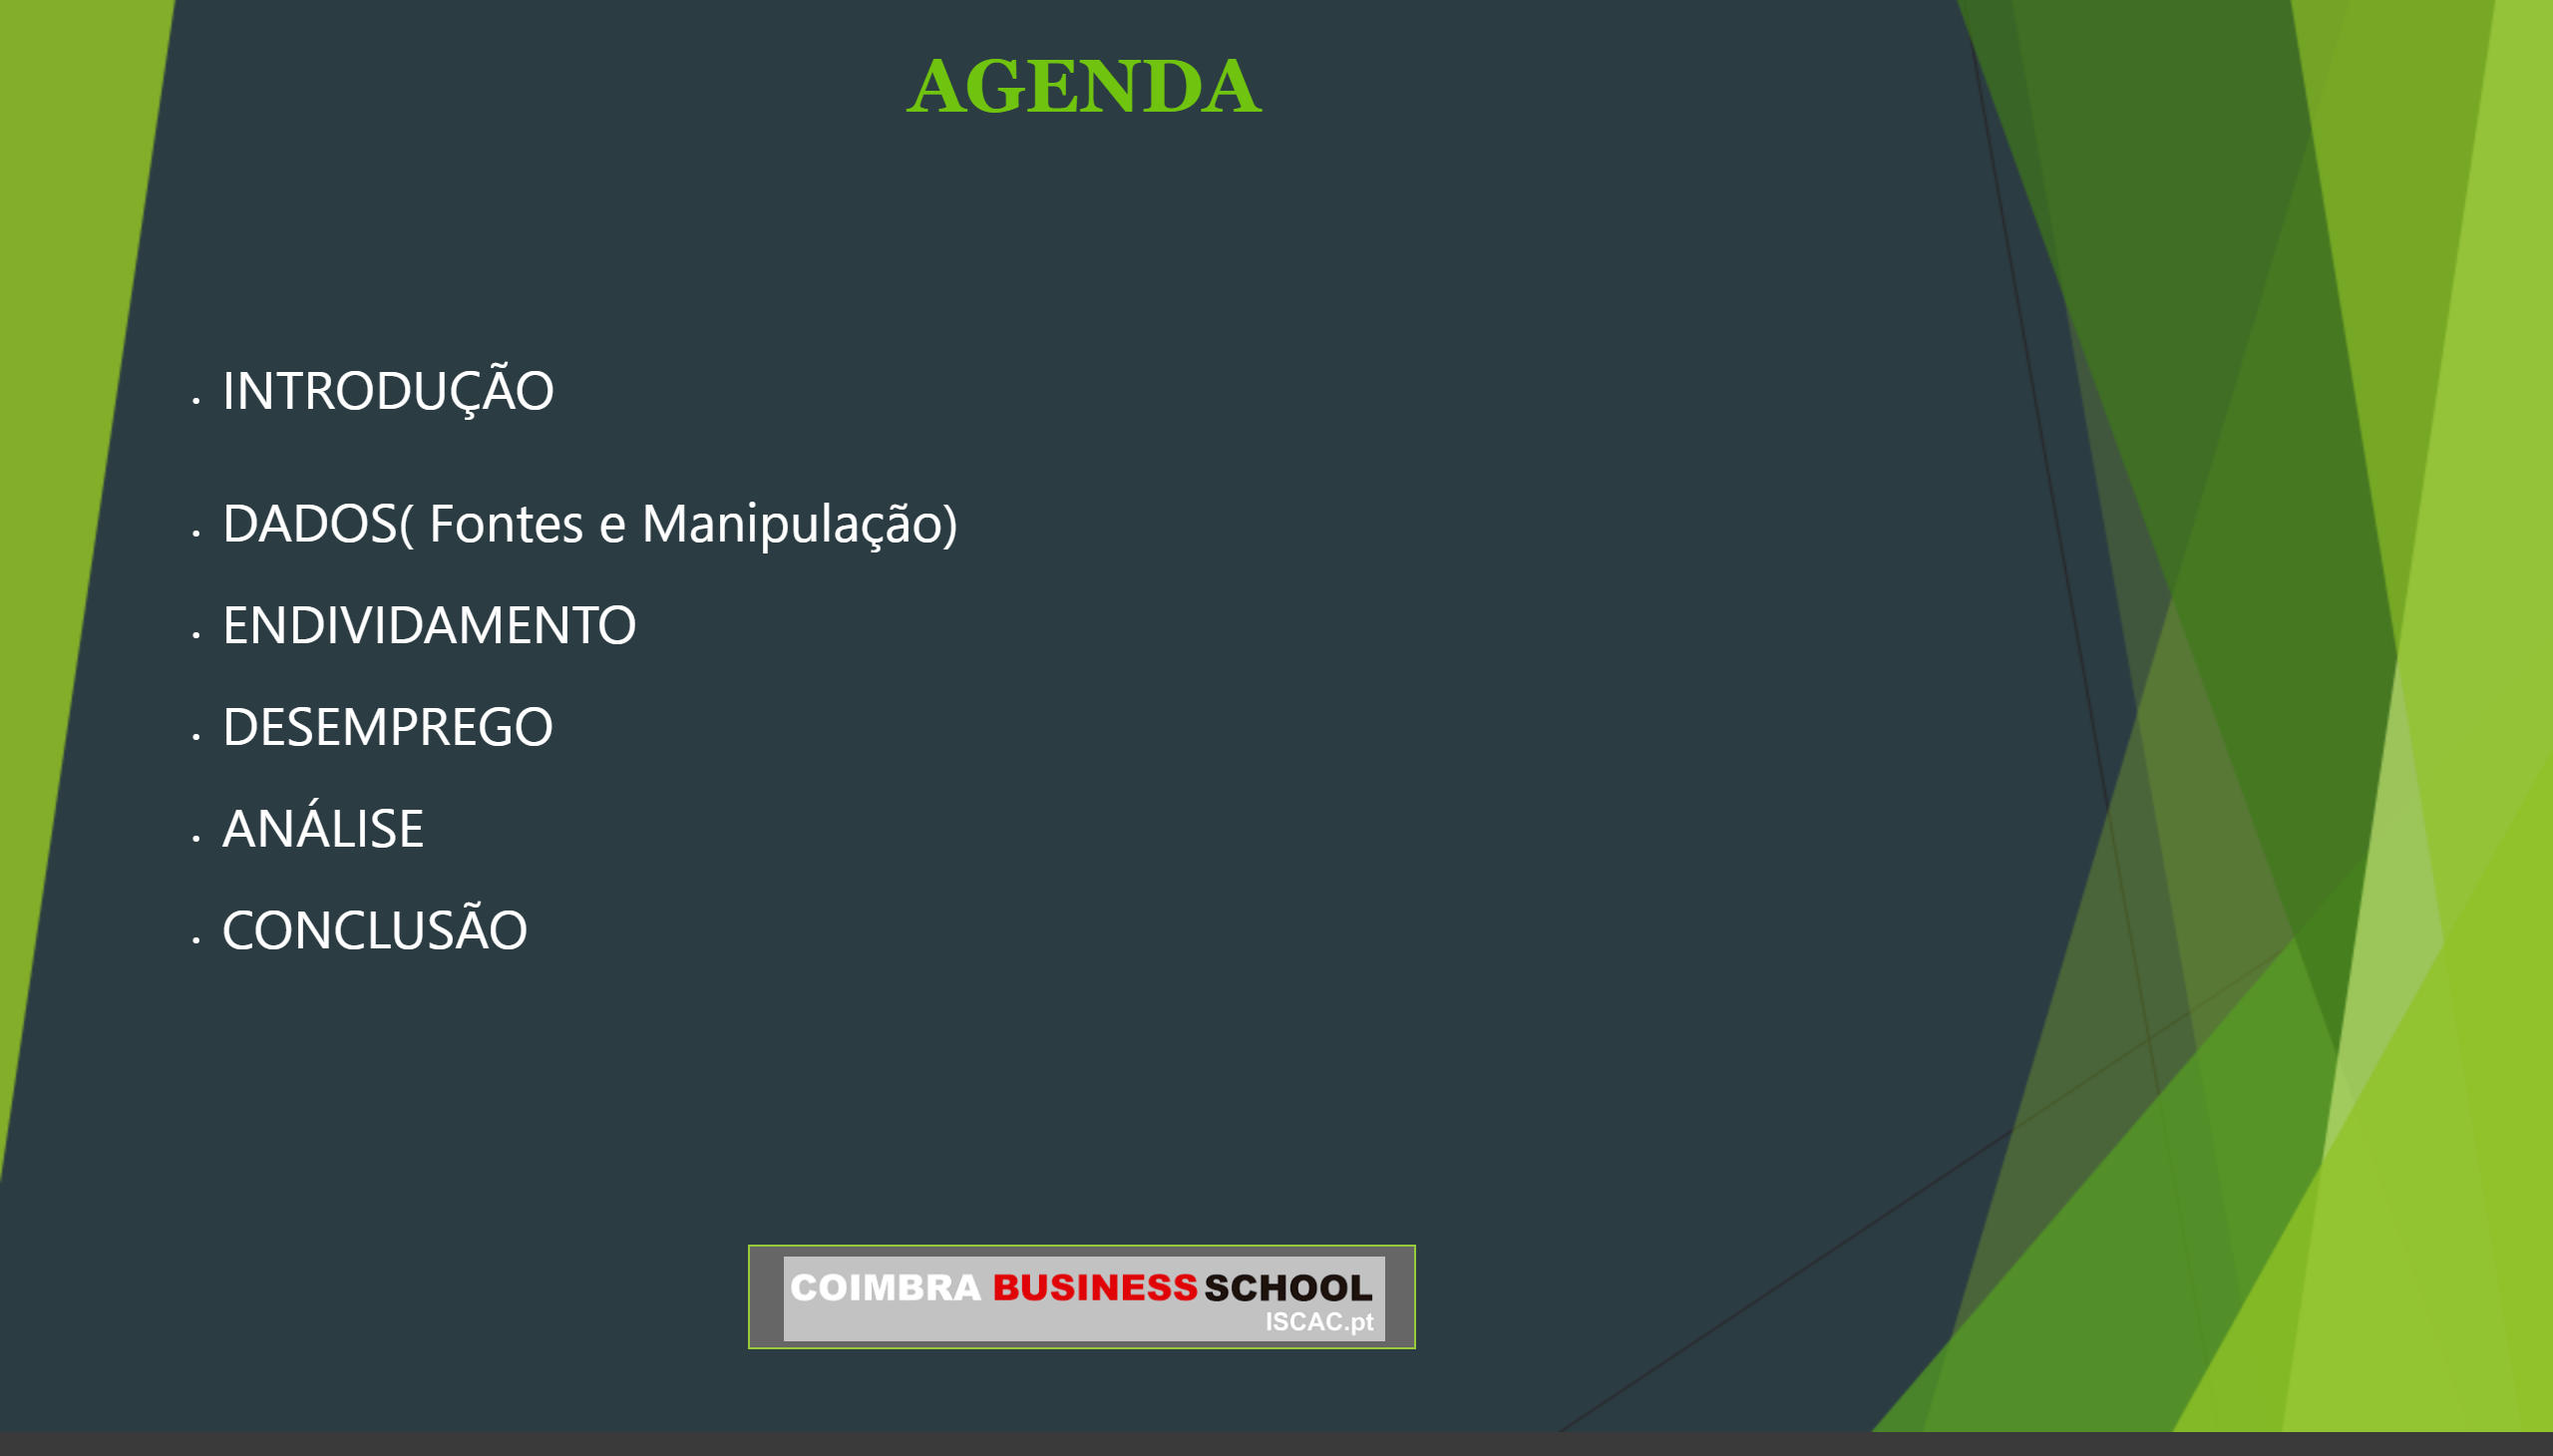 AGENDA
• INTRODUÇÃO
• DADOS( Fontes e Manipulação)
• ENDIVIDAMENTO
• DESEMPREGO
• ANÁLISE
• CONCLUSÃO
COIMBRA BUSINESS SCHOOL
ISCAC.pt